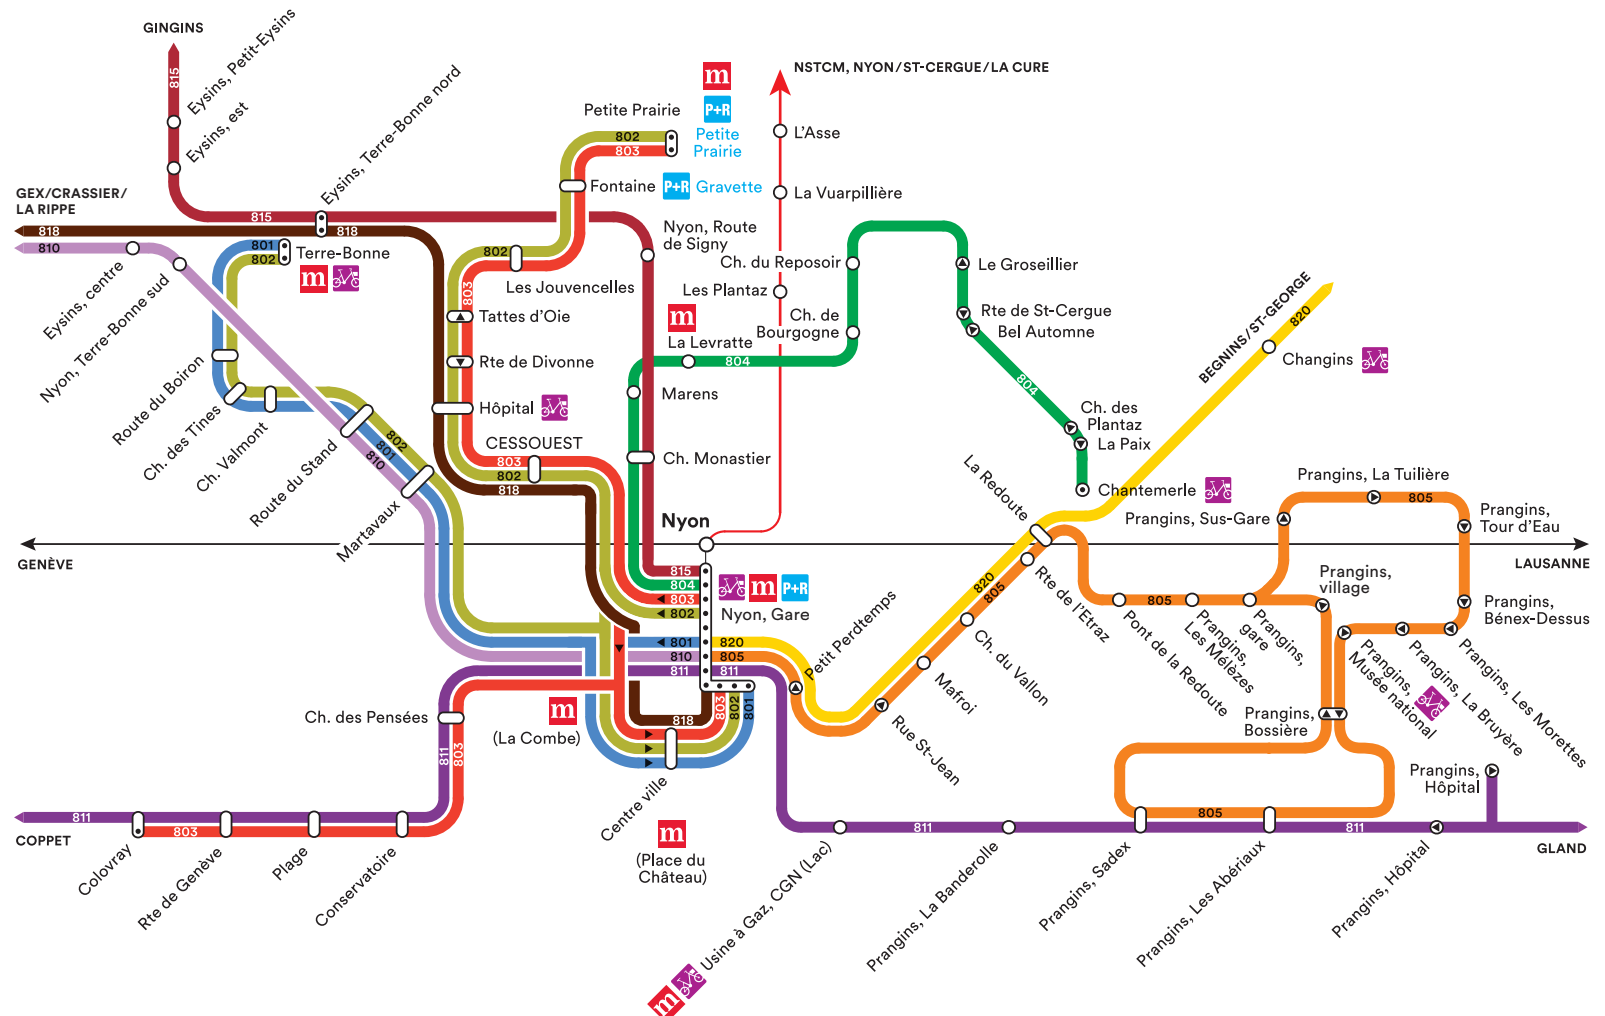 GINGINS
815
Eysins, Petit-Eysins
Eysins, est
Eysins, Terre-Bonne nord
GEX/CRASSIER/
LA RIPPE
815
818
818
810
801
802
Terre-Bonne
m
Eysins, centre
Nyon, Terre-Bonne sud
Route du Boiron
Ch. des Tines
Ch. Valmont
Route du Stand
Martavaux
802
801
810
m
P+R
Petite Prairie
Petite
Prairie
802
803
Fontaine
P+R
Gravette
802
803
Les Jouvencelles
Tattes d'Oie
Rte de Divonne
Hôpital
CESSOUEST
803
802
818
NSTCM, NYON/ST-CERGUE/LA CURE
L'Asse
La Vuarpillière
Nyon, Route
de Signy
Les Plantaz
m
La Levratte
804
Marens
Ch. Monastier
Ch. du Reposoir
Ch. de
Bourgogne
Le Groseillier
Rte de St-Cergue
Bel Automne
804
Ch. des
Plantaz
La Paix
Chantemerle
BEGNINS/ST-GEORGE
820
Changins
La Redoute
Nyon
GENÈVE
LAUSANNE
815
804
803
802
801
810
811
m
P+R
Nyon, Gare
820
805
811
Petit Perdtemps
820
805
Rte de l'Etraz
Ch. du Vallon
Mafroi
Rue St-Jean
Pont de la Redoute
805
Prangins,
Les Mélèzes
Prangins,
gare
Prangins, Sus-Gare
Prangins, La Tuilière
805
Prangins,
Tour d'Eau
Prangins,
village
Prangins,
Bénex-Dessus
Prangins, Les Morettes
Prangins, La Bruyère
Prangins,
Musée national
Prangins,
Bossière
Prangins,
Hôpital
Ch. des Pensées
811
803
m
(La Combe)
818
803
802
801
Centre ville
m
(Place du
Château)
811
803
COPPET
Colovray
Rte de Genève
Plage
Conservatoire
m
Usine à Gaz, CGN (Lac)
811
Prangins, La Banderolle
Prangins, Sadex
805
Prangins, Les Abériaux
811
Prangins, Hôpital
GLAND